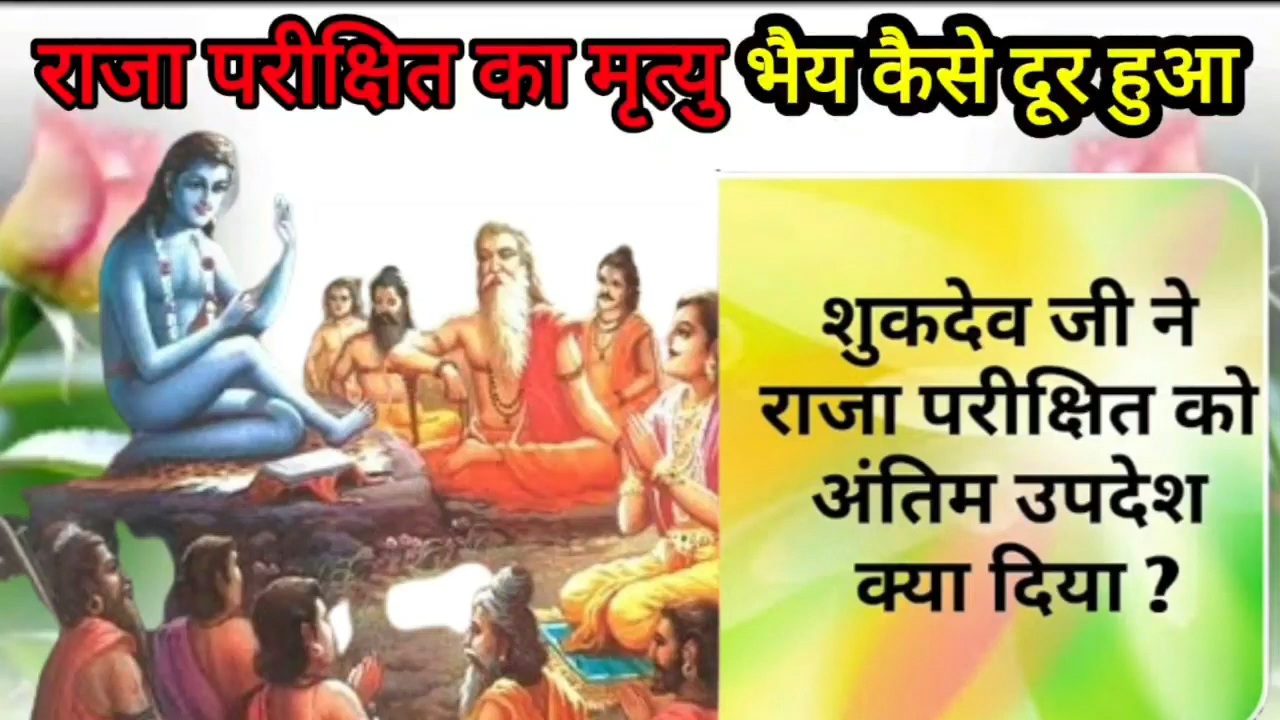 राजा परीक्षित का मृत्यु भैय कैसे दूर हुआ
शुकदेव जी ने
राजा परीक्षित को
अंतिम उपदेश
क्या दिया ?